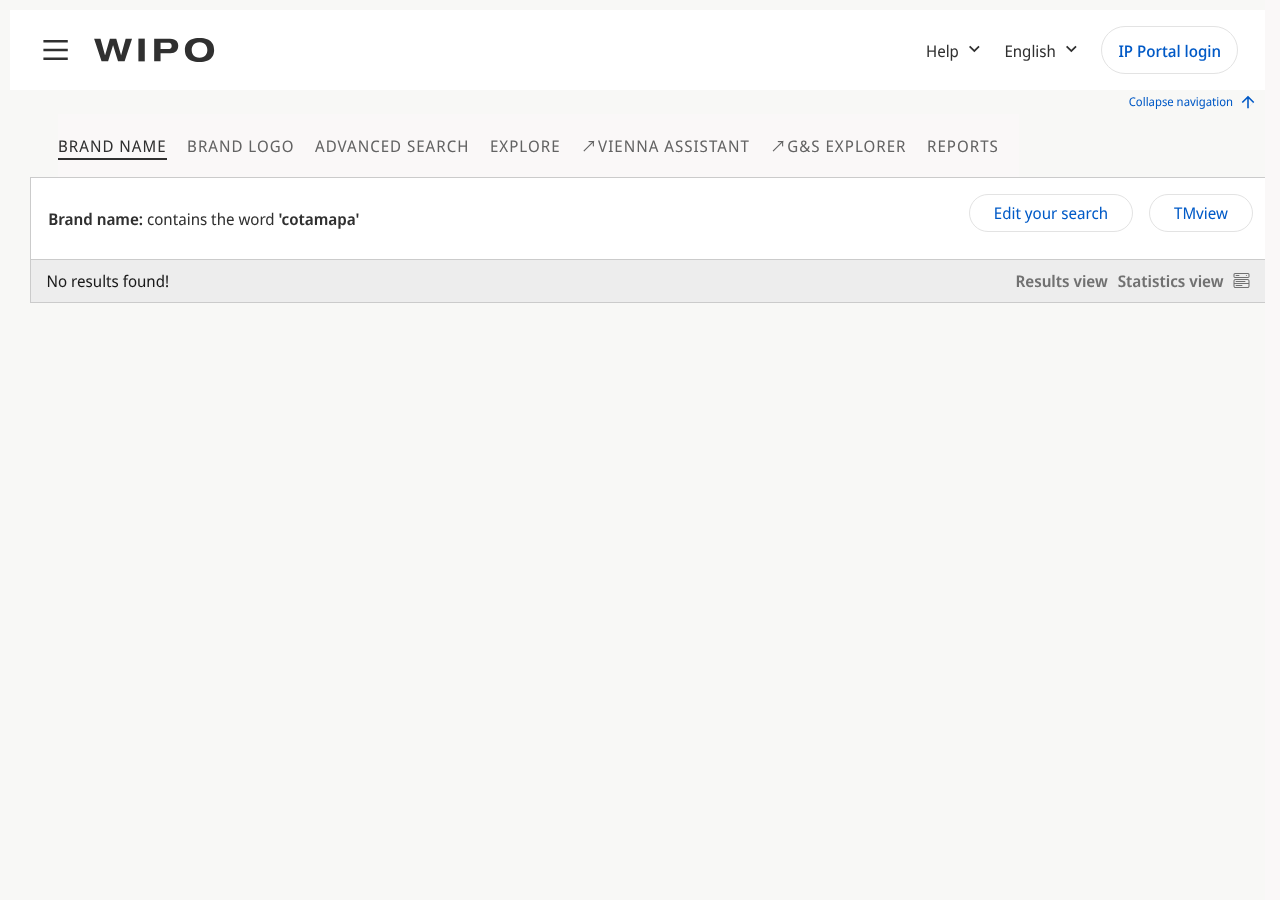 WIPO
Help English IP Portal login
Collapse navigation
BRAND NAME BRAND LOGO ADVANCED SEARCH EXPLORE ↗VIENNA ASSISTANT ↗G&S EXPLORER REPORTS
Brand name: contains the word 'cotamapa' Edit your search TMview
No results found! Results view Statistics view